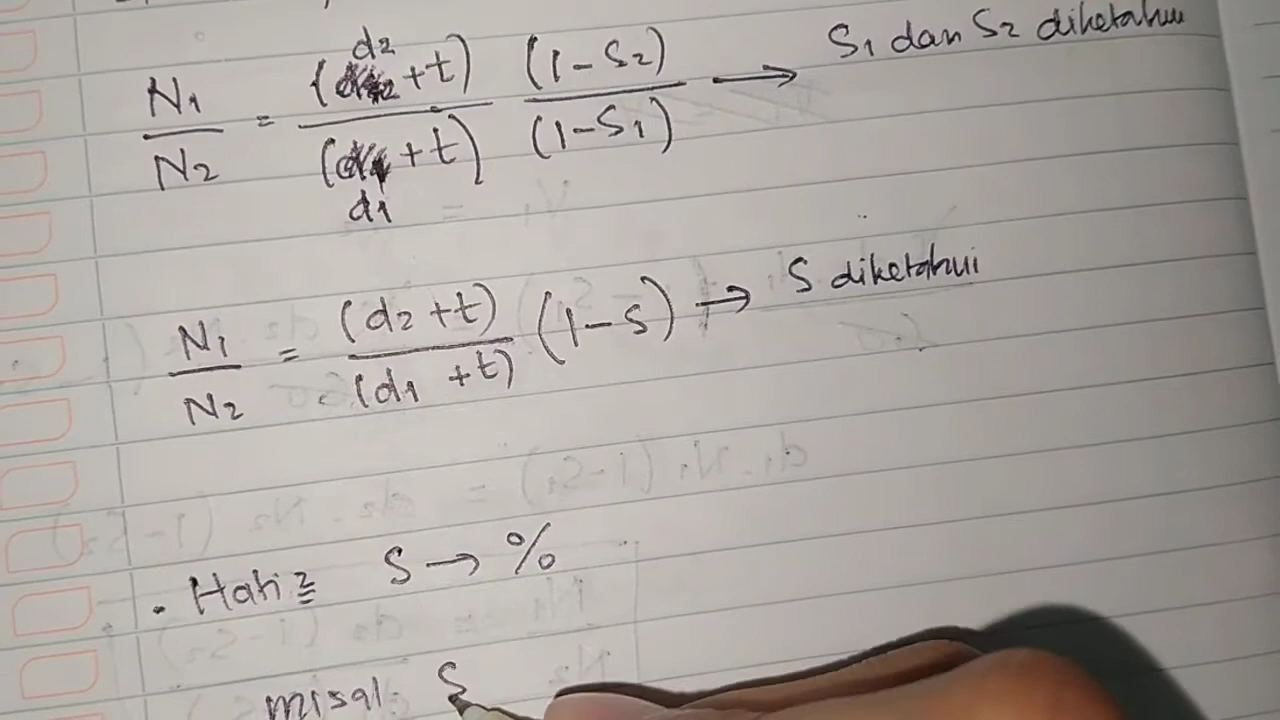 N1/N2 = (d2 + t)/(d1 + t) (1 - S2)/(1 - S1) → S1 dan S2 diketahui
N1/N2 = (d2 + t)/(d1 + t) (1 - S) → S diketahui
. Hati2 S → %
misal: S